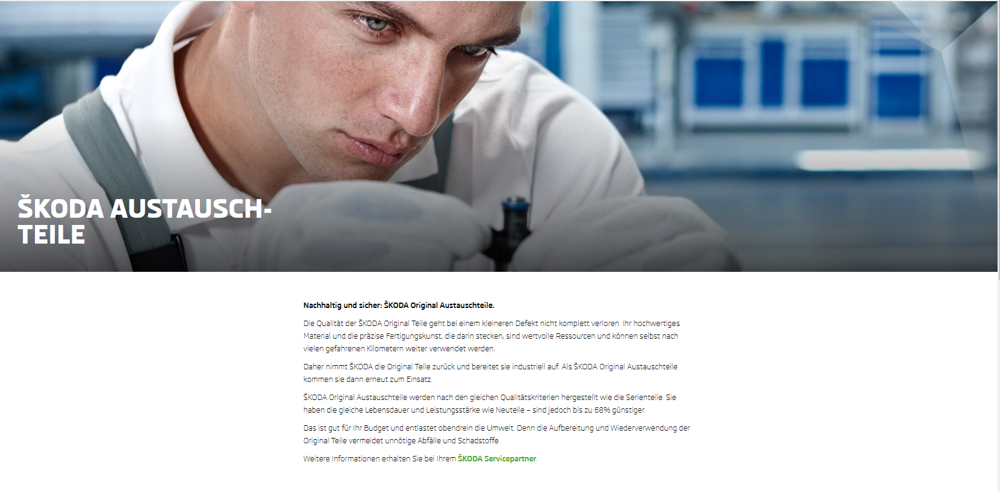 ŠKODA AUSTAUSCH-
TEILE
Nachhaltig und sicher: ŠKODA Original Austauschteile.
Die Qualität der ŠKODA Original Teile geht bei einem kleineren Defekt nicht komplett verloren. Ihr hochwertiges
Material und die präzise Fertigungskunst, die darin stecken, sind wertvolle Ressourcen und können selbst nach
vielen gefahrenen Kilometern weiter verwendet werden.
Daher nimmt ŠKODA die Original Teile zurück und bereitet sie industriell auf. Als ŠKODA Original Austauschteile
kommen sie dann erneut zum Einsatz.
ŠKODA Original Austauschteile werden nach den gleichen Qualitätskriterien hergestellt wie die Serienteile. Sie
haben die gleiche Lebensdauer und Leistungsstärke wie Neuteile – sind jedoch bis zu 68% günstiger.
Das ist gut für Ihr Budget und entlastet obendrein die Umwelt. Denn die Aufbereitung und Wiederverwendung der
Original Teile vermeidet unnötige Abfälle und Schadstoffe.
Weitere Informationen erhalten Sie bei Ihrem ŠKODA Servicepartner.